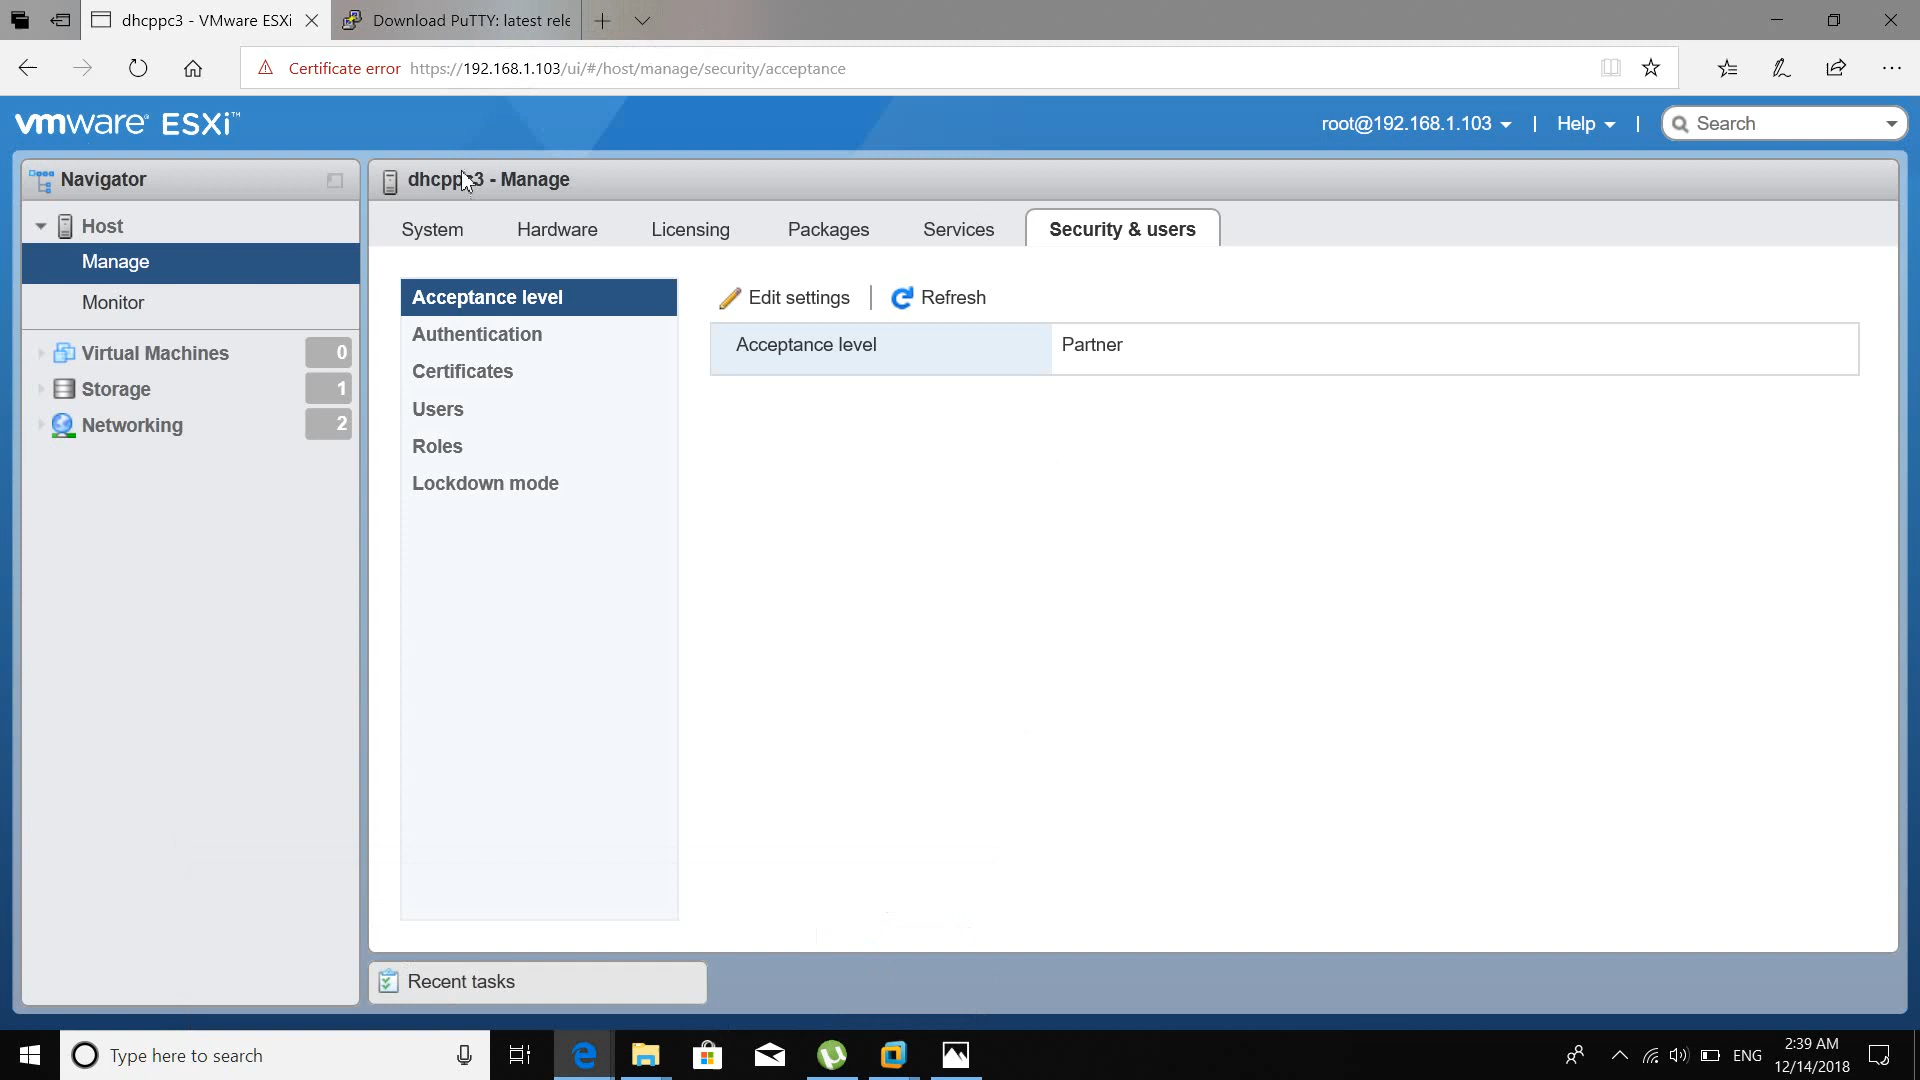 dhcppc3 - VMware ESXi
Download PuTTY: latest rele
Certificate error https://192.168.1.103/ui/#/host/manage/security/acceptance
vmware® ESXi™
root@192.168.1.103 | Help | Search
Navigator
Host
Manage
Monitor
Virtual Machines 0
Storage 1
Networking 2
dhcppc3 - Manage
System Hardware Licensing Packages Services Security & users
Acceptance level
Authentication
Certificates
Users
Roles
Lockdown mode
Edit settings | Refresh
Acceptance level Partner
Recent tasks
Type here to search
ENG
2:39 AM
12/14/2018